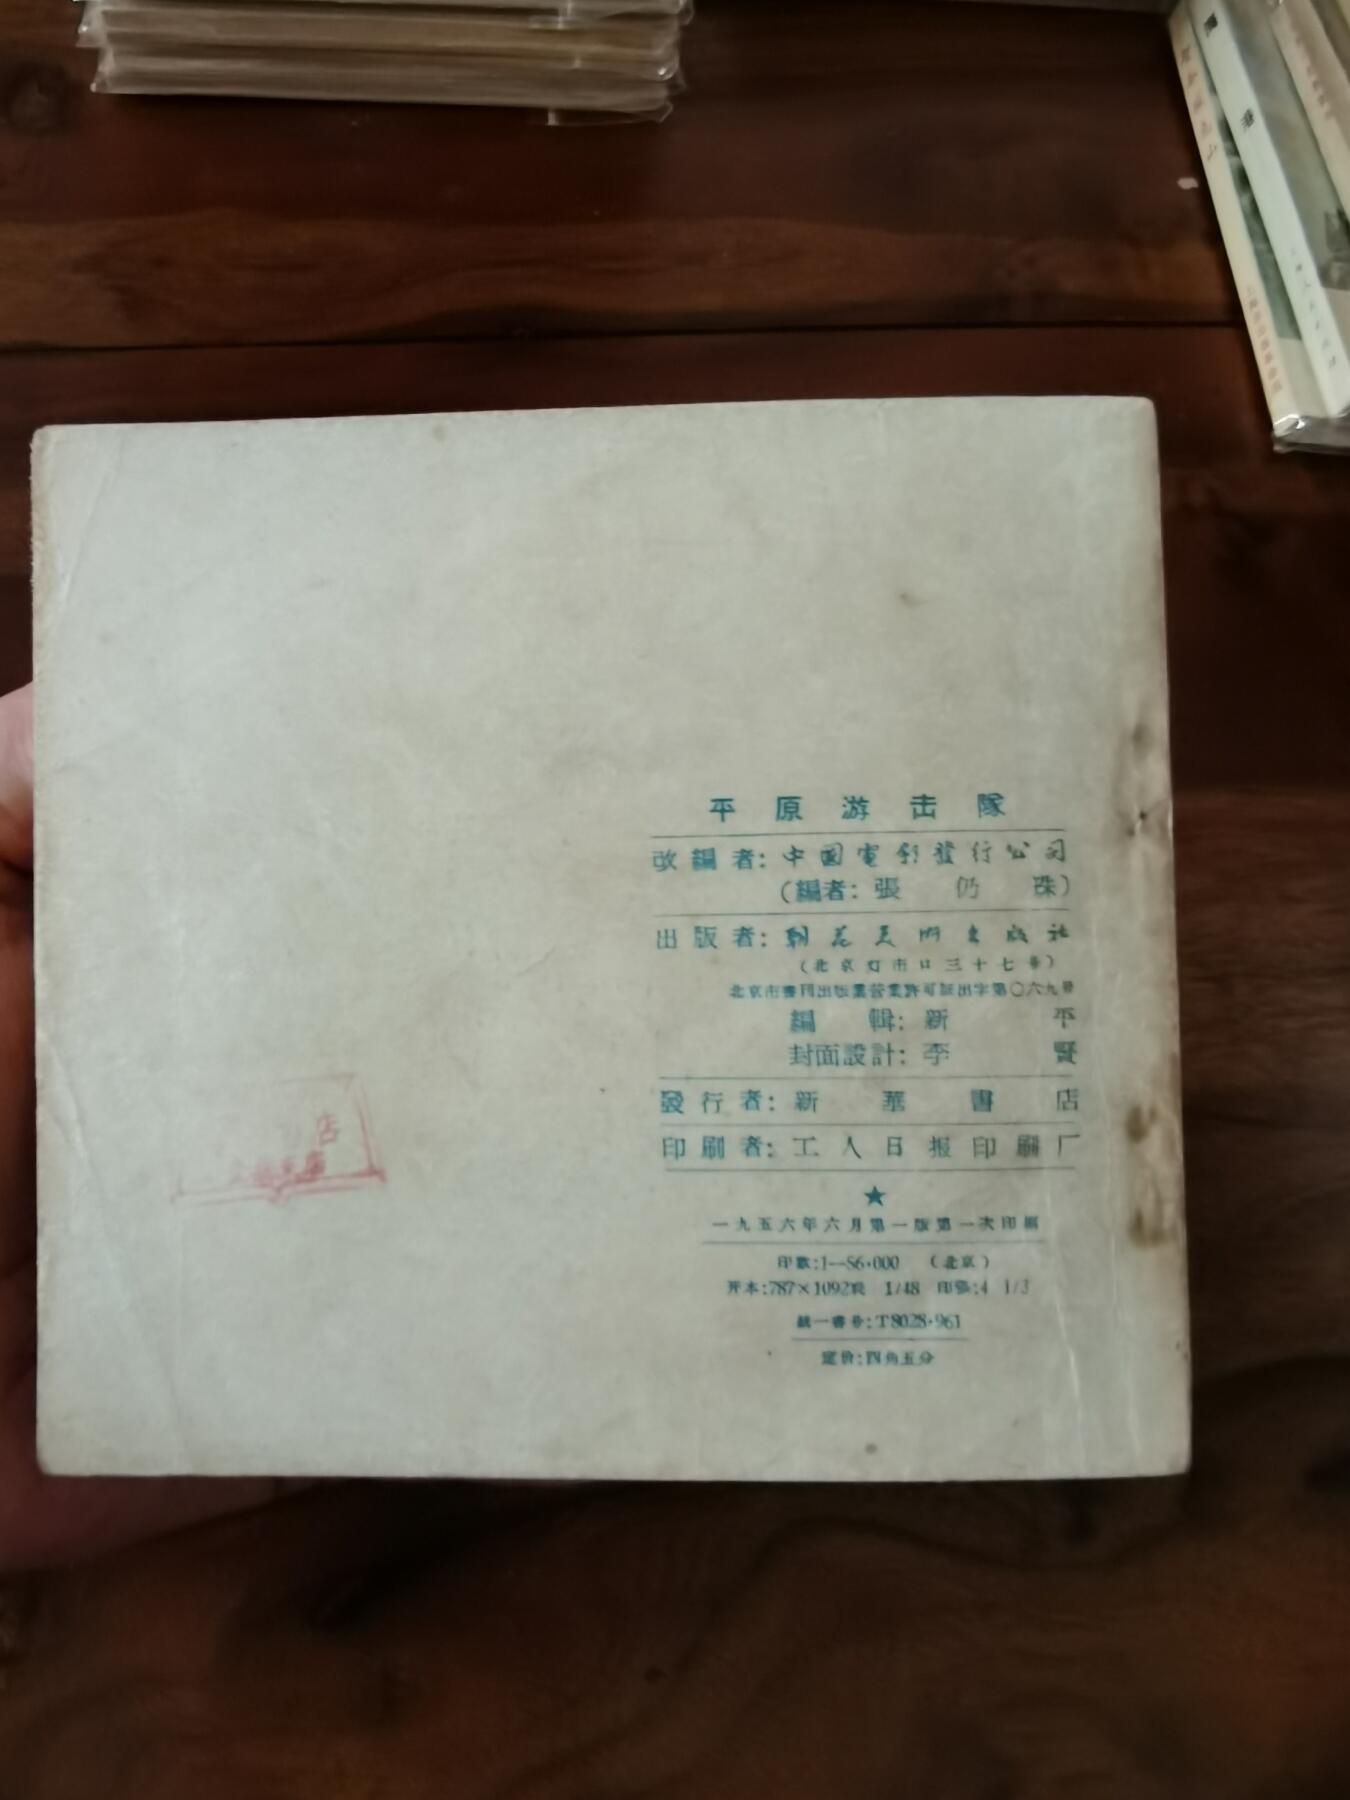 平原游击隊
改編者：中國電影發行公司
（編者：張仍珠）
出版者：朝花美術出版社
（北京灯市口三十七号）
北京市書刊出版業營業許可証出字第〇六九号
編輯：新平
封面設計：李賢
發行者：新華書店
印刷者：工人日报印刷厂
★
一九五六年六月第一版第一次印刷
印數：1—56·000 （北京）
开本：787×1092耗 1/48 印張：4 1/3
統一書号：T8028·961
定价：四角五分
店